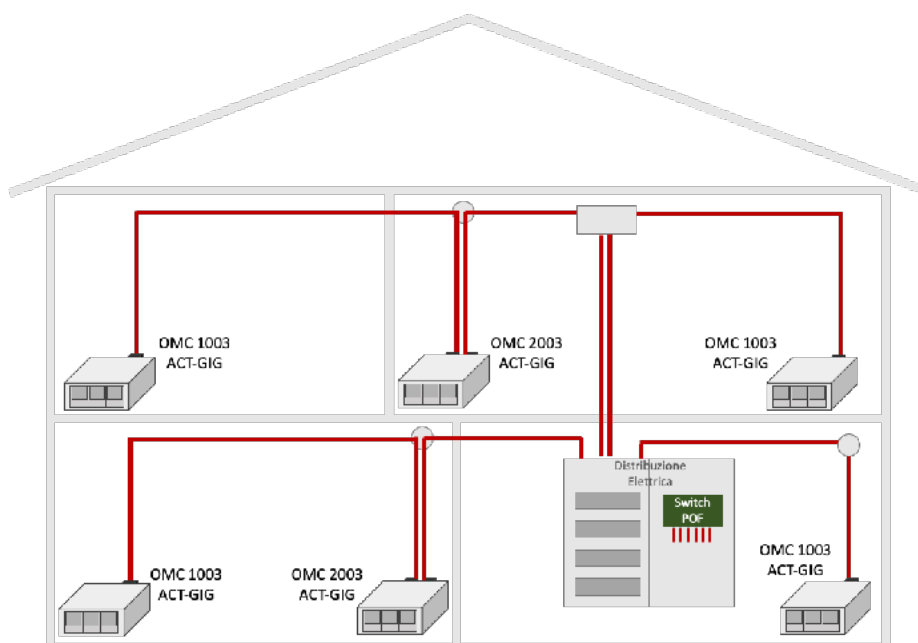 OMC 1003
ACT-GIG
OMC 2003
ACT-GIG
OMC 1003
ACT-GIG
Distribuzione
Elettrica
Switch
POF
OMC 1003
ACT-GIG
OMC 2003
ACT-GIG
OMC 1003
ACT-GIG